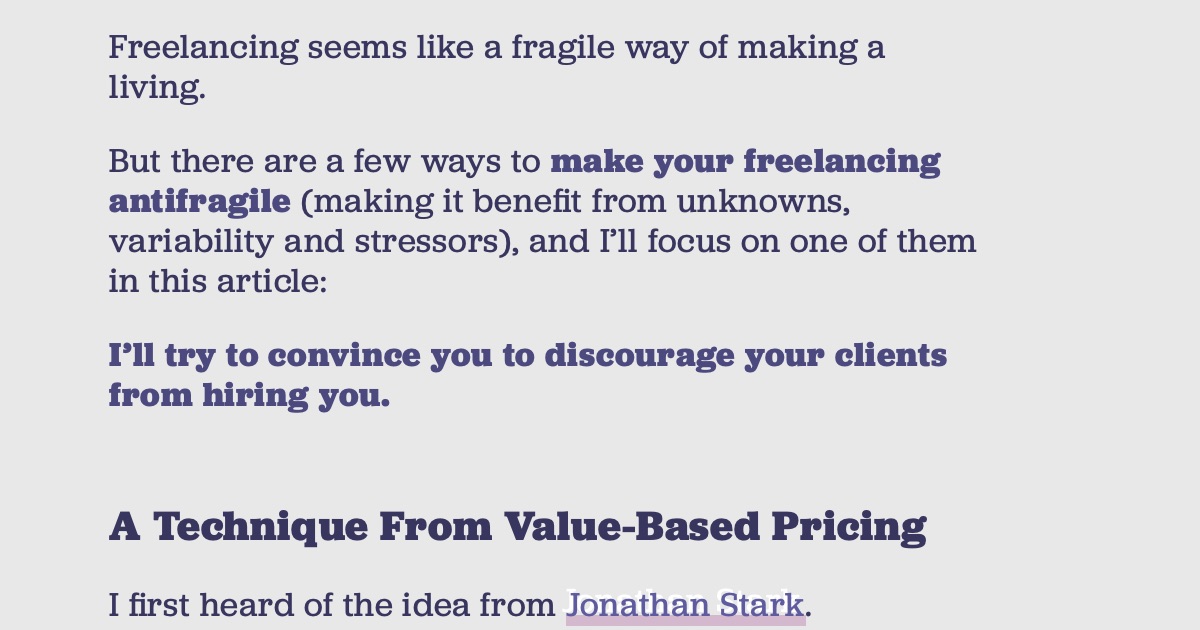 Freelancing seems like a fragile way of making a
living.
But there are a few ways to make your freelancing
antifragile (making it benefit from unknowns,
variability and stressors), and I’ll focus on one of them
in this article:
I’ll try to convince you to discourage your clients
from hiring you.
A Technique From Value-Based Pricing
I first heard of the idea from Jonathan Stark.